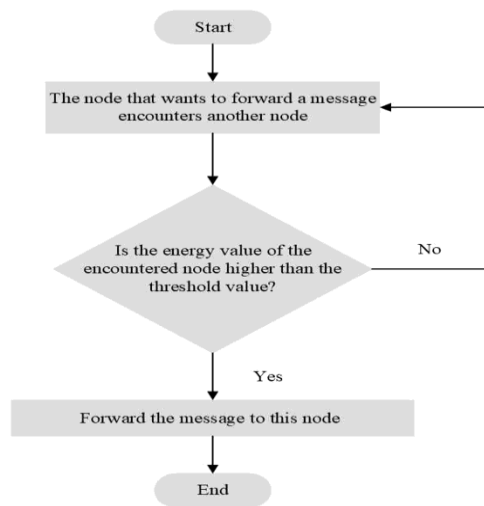 Start
The node that wants to forward a message
encounters another node
Is the energy value of the
encountered node higher than the
threshold value?
No
Yes
Forward the message to this node
End